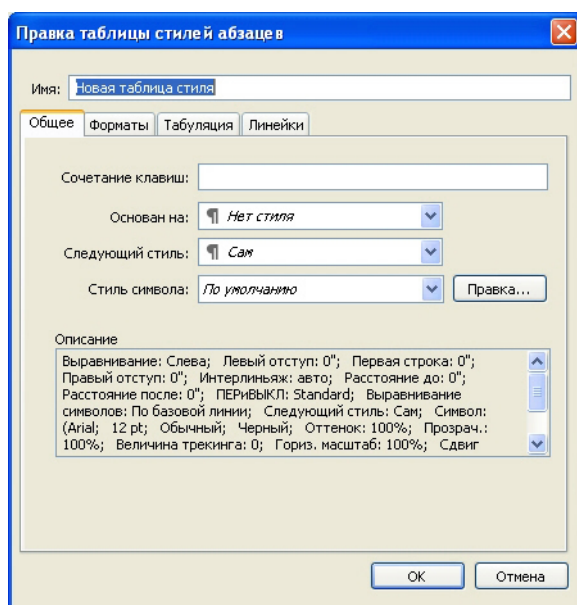 Правка таблицы стилей абзацев
Имя: Новая таблица стиля
Общее Форматы Табуляция Линейки
Сочетание клавиш:
Основан на: ¶ Нет стиля
Следующий стиль: ¶ Сам
Стиль символа: По умолчанию Правка...
Описание
Выравнивание: Слева; Левый отступ: 0"; Первая строка: 0";
Правый отступ: 0"; Интерлиньяж: авто; Расстояние до: 0";
Расстояние после: 0"; ПЕРиВЫКЛ: Standard; Выравнивание
символов: По базовой линии; Следующий стиль: Сам; Символ:
(Arial; 12 pt; Обычный; Черный; Оттенок: 100%; Прозрач.:
100%; Величина трекинга: 0; Гориз. масштаб: 100%; Сдвиг
OK Отмена